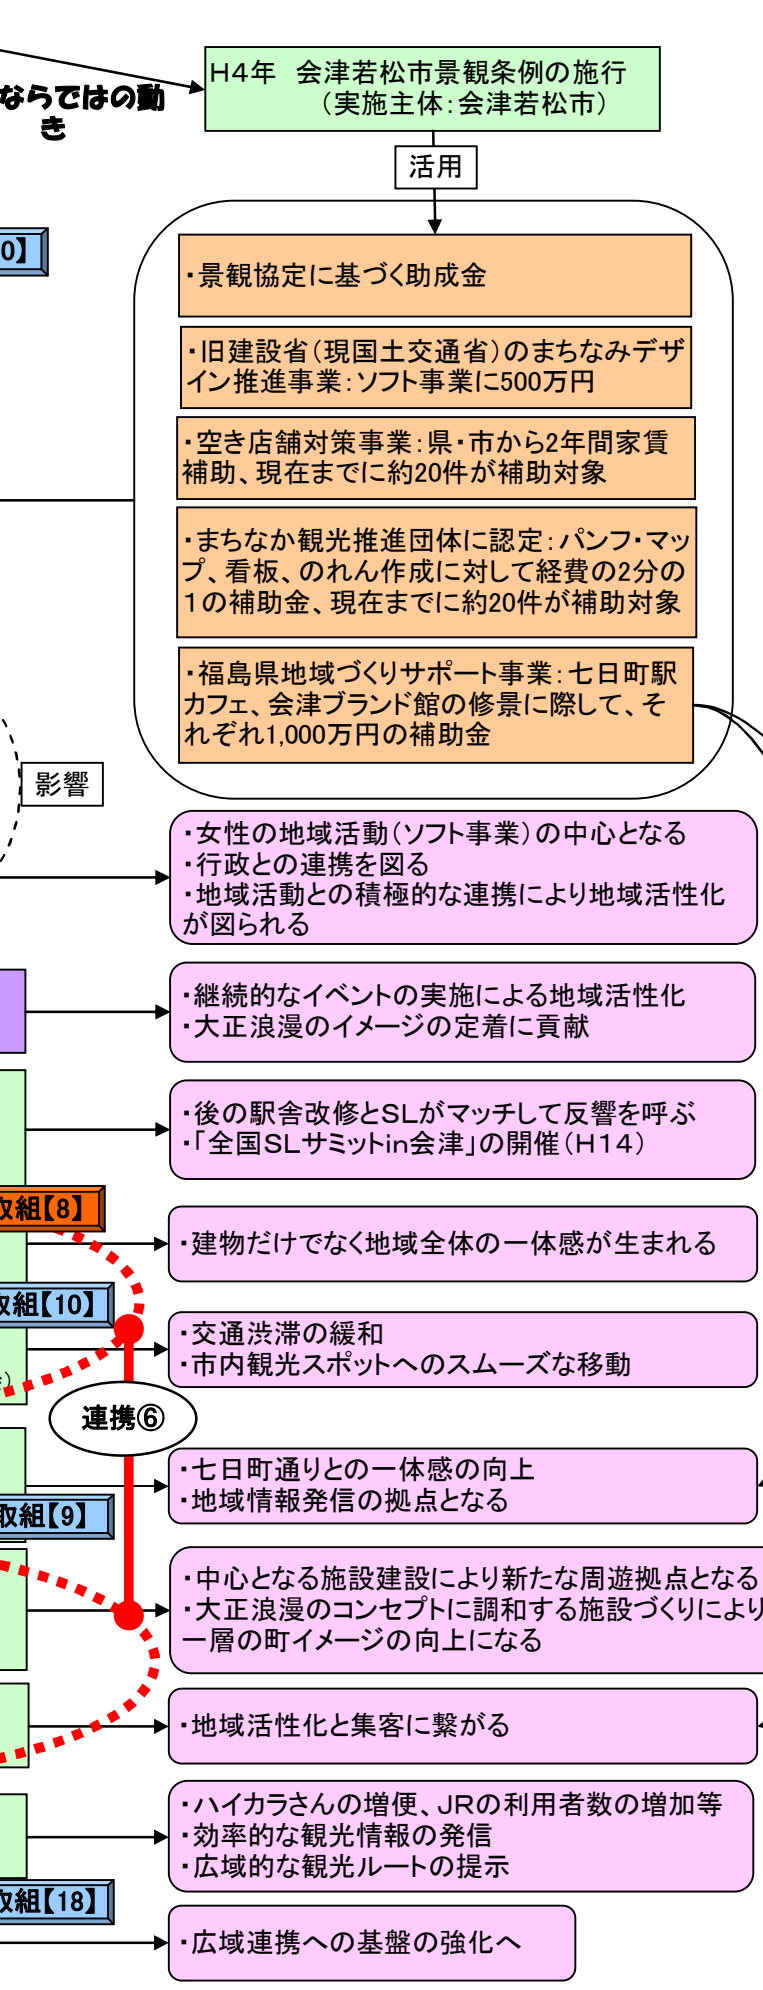 H4年　会津若松市景観条例の施行
（実施主体：会津若松市）
ならではの動
き
活用
0】
・景観協定に基づく助成金
・旧建設省（現国土交通省）のまちなみデザ
イン推進事業：ソフト事業に500万円
・空き店舗対策事業：県・市から2年間家賃
補助、現在までに約20件が補助対象
・まちなか観光推進団体に認定：パンフ・マッ
プ、看板、のれん作成に対して経費の2分の
１の補助金、現在までに約20件が補助対象
・福島県地域づくりサポート事業：七日町駅
カフェ、会津ブランド館の修景に際して、そ
れぞれ1,000万円の補助金
影響
・女性の地域活動（ソフト事業）の中心となる
・行政との連携を図る
・地域活動との積極的な連携により地域活性化
が図られる
・継続的なイベントの実施による地域活性化
・大正浪漫のイメージの定着に貢献
・後の駅舎改修とSLがマッチして反響を呼ぶ
・「全国SLサミットin会津」の開催（H14）
取組【8】
・建物だけでなく地域全体の一体感が生まれる
取組【10】
・交通渋滞の緩和
・市内観光スポットへのスムーズな移動
連携⑥
・七日町通りとの一体感の向上
・地域情報発信の拠点となる
取組【9】
・中心となる施設建設により新たな周遊拠点となる
・大正浪漫のコンセプトに調和する施設づくりにより
一層の町イメージの向上になる
・地域活性化と集客に繋がる
・ハイカラさんの増便、JRの利用者数の増加等
・効率的な観光情報の発信
・広域的な観光ルートの提示
取組【18】
・広域連携への基盤の強化へ